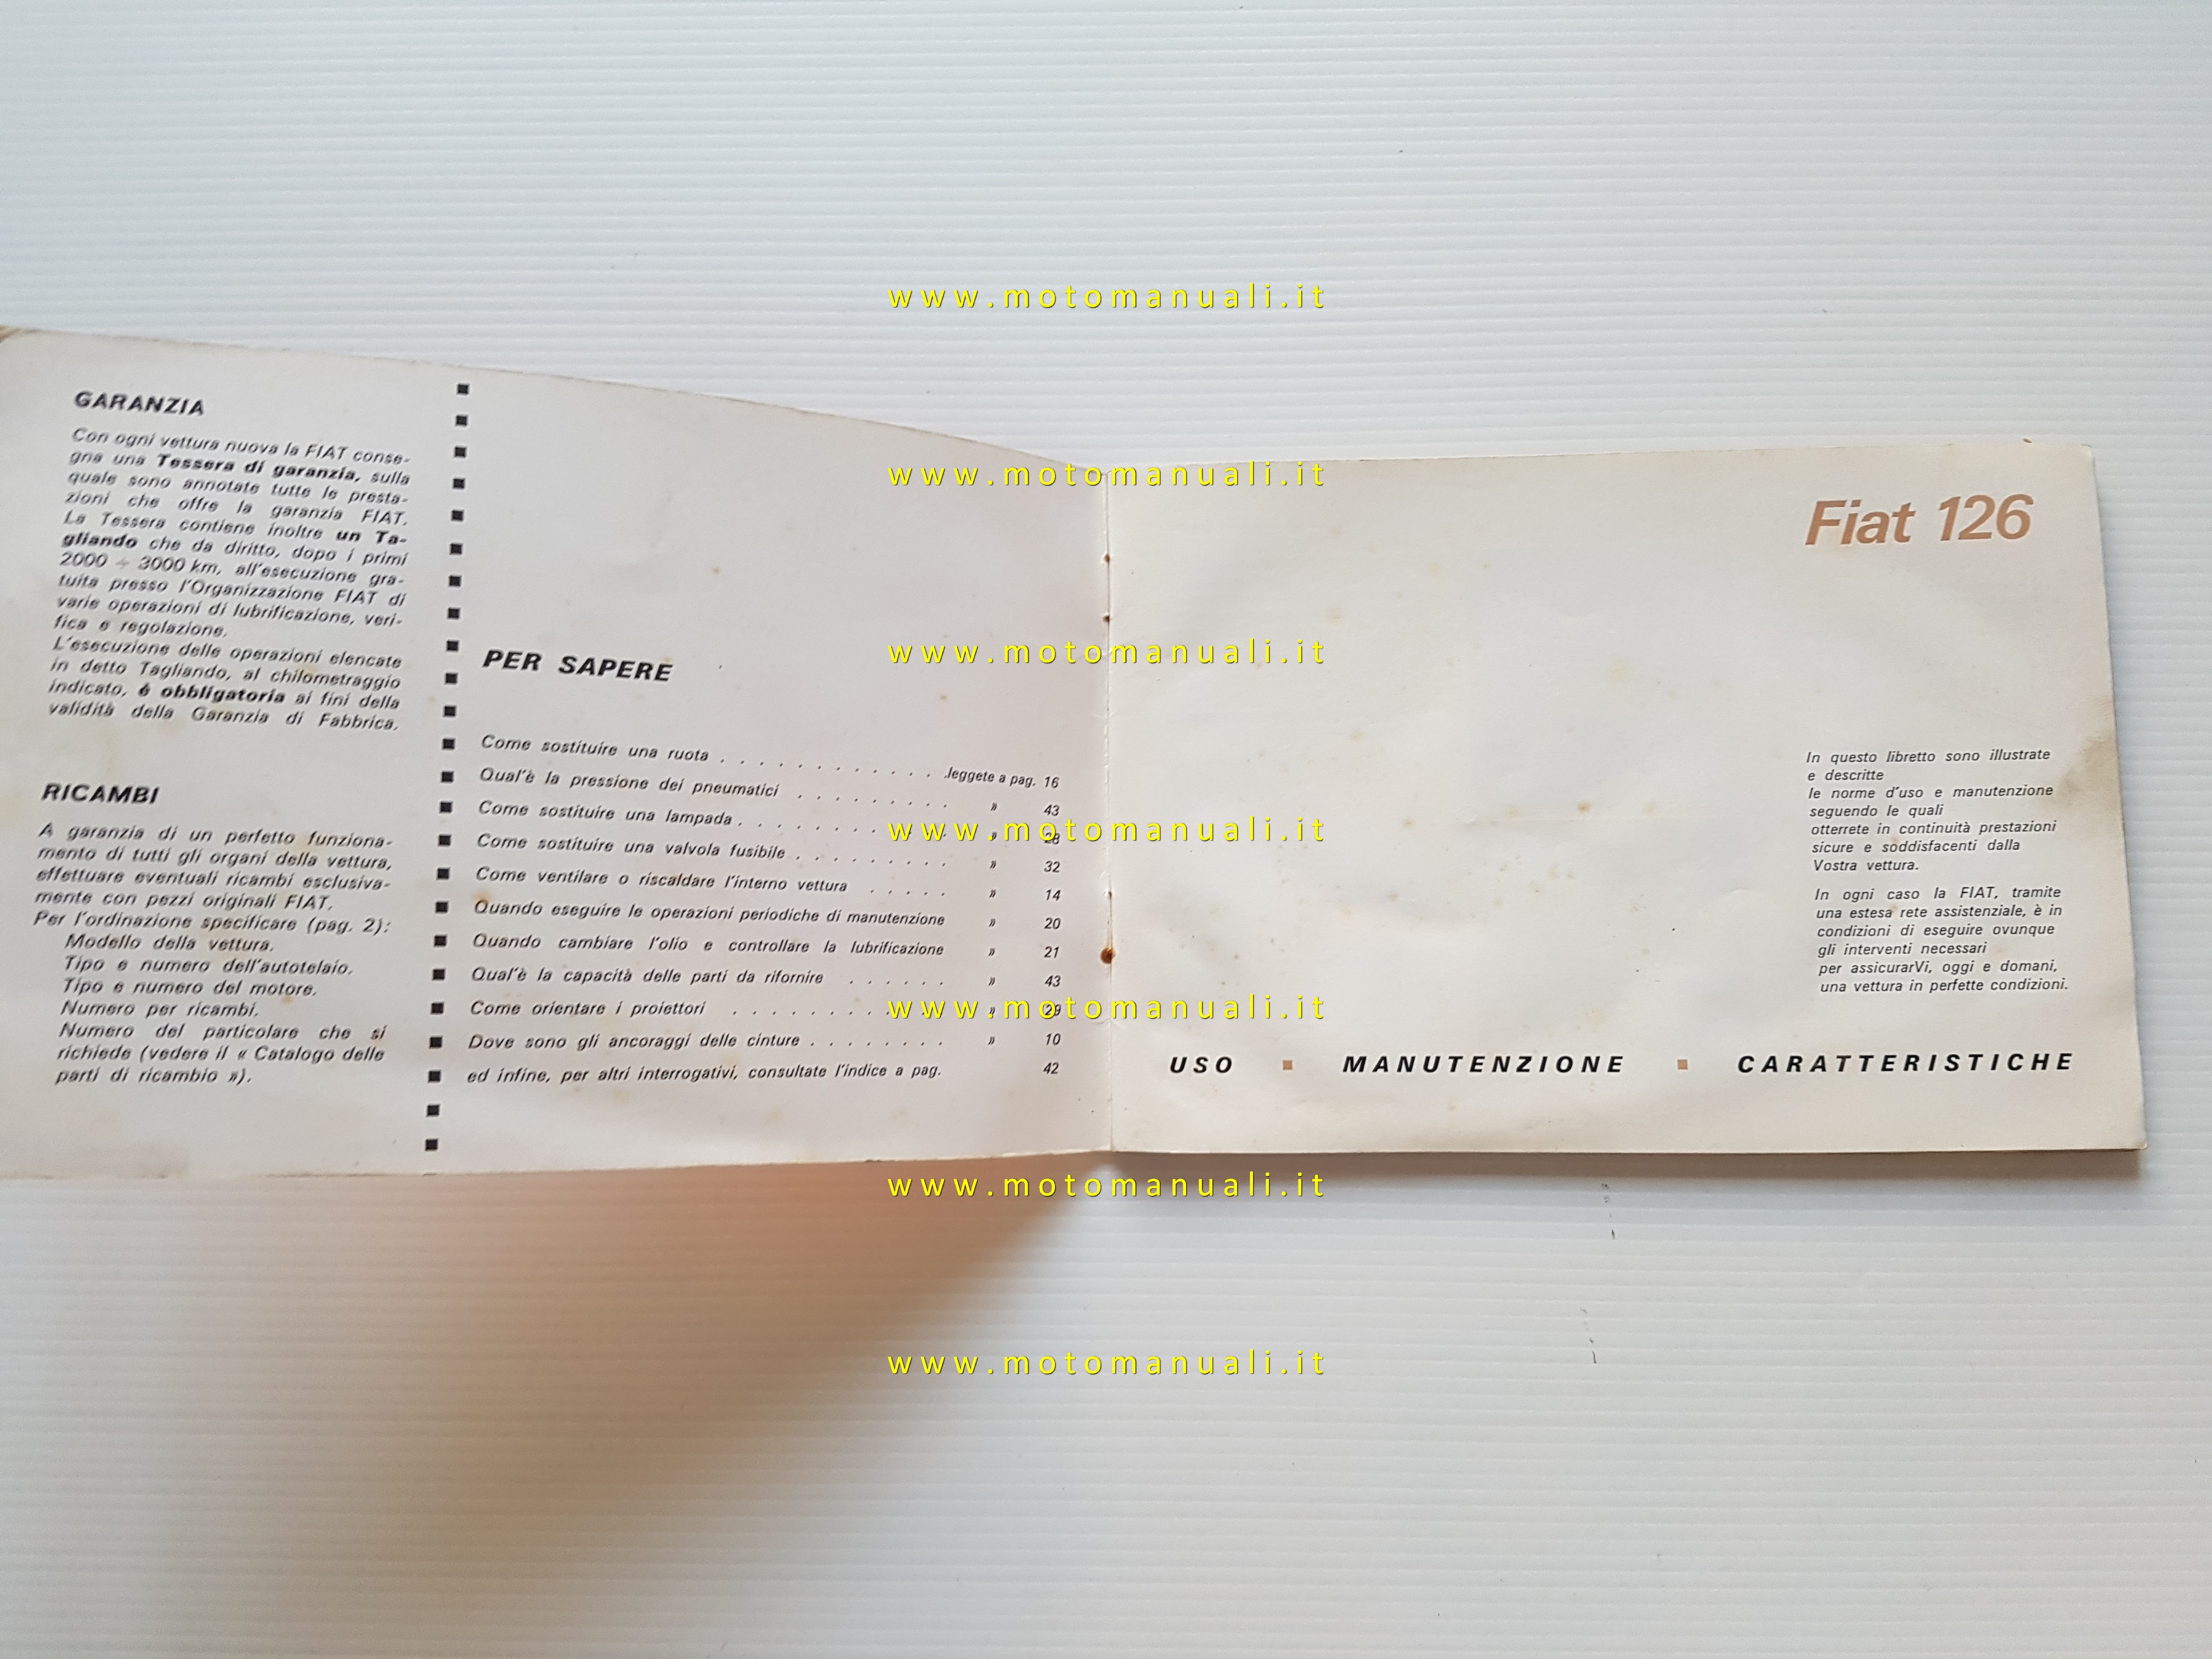 GARANZIA
Con ogni vettura nuova la FIAT conse-
gna una Tessera di garanzia, sulla
quale sono annotate tutte le presta-
zioni che offre la garanzia FIAT.
La Tessera contiene inoltre un Ta-
gliando che da diritto, dopo i primi
2000 ÷ 3000 km, all'esecuzione gra-
tuita presso l'Organizzazione FIAT di
varie operazioni di lubrificazione, veri-
fica e regolazione.
L'esecuzione delle operazioni elencate
in detto Tagliando, al chilometraggio
indicato, è obbligatoria ai fini della
validità della Garanzia di Fabbrica.
RICAMBI
A garanzia di un perfetto funziona-
mento di tutti gli organi della vettura,
effettuare eventuali ricambi esclusiva-
mente con pezzi originali FIAT.
Per l'ordinazione specificare (pag. 2):
Modello della vettura.
Tipo e numero dell'autotelaio.
Tipo e numero del motore.
Numero per ricambi.
Numero del particolare che si
richiede (vedere il « Catalogo delle
parti di ricambio »).
PER SAPERE
Come sostituire una ruota . . . . . . . . . . . . .leggete a pag. 16
Qual'è la pressione dei pneumatici . . . . . . . . . » 43
Come sostituire una lampada . . . . . . . . . . . » 28
Come sostituire una valvola fusibile . . . . . . . . . » 32
Come ventilare o riscaldare l'interno vettura . . . . . » 14
Quando eseguire le operazioni periodiche di manutenzione » 20
Quando cambiare l'olio e controllare la lubrificazione » 21
Qual'è la capacità delle parti da rifornire . . . . . . » 43
Come orientare i proiettori . . . . . . . . . . . » 29
Dove sono gli ancoraggi delle cinture . . . . . . . . » 10
ed infine, per altri interrogativi, consultate l'indice a pag. 42
Fiat 126
In questo libretto sono illustrate
e descritte
le norme d'uso e manutenzione
seguendo le quali
otterrete in continuità prestazioni
sicure e soddisfacenti dalla
Vostra vettura.
In ogni caso la FIAT, tramite
una estesa rete assistenziale, è in
condizioni di eseguire ovunque
gli interventi necessari
per assicurarVi, oggi e domani,
una vettura in perfette condizioni.
USO ▪ MANUTENZIONE ▪ CARATTERISTICHE
www.motomanuali.it
www.motomanuali.it
www.motomanuali.it
www.motomanuali.it
www.motomanuali.it
www.motomanuali.it
www.motomanuali.it